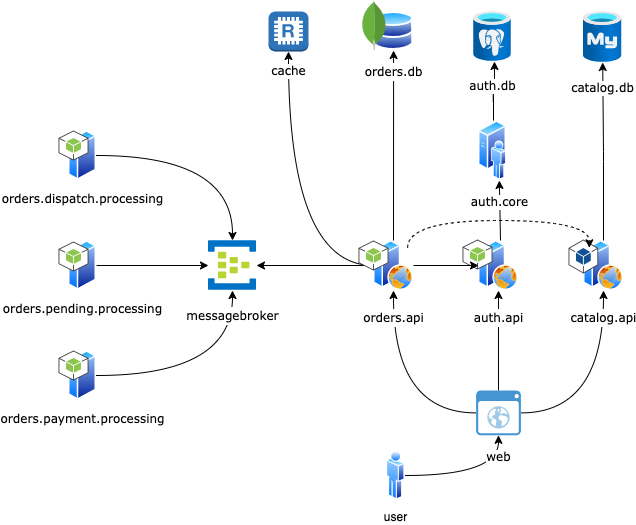 R
My
cache
orders.db
auth.db
catalog.db
orders.dispatch.processing
auth.core
orders.pending.processing
messagebroker
orders.api
auth.api
catalog.api
orders.payment.processing
web
user